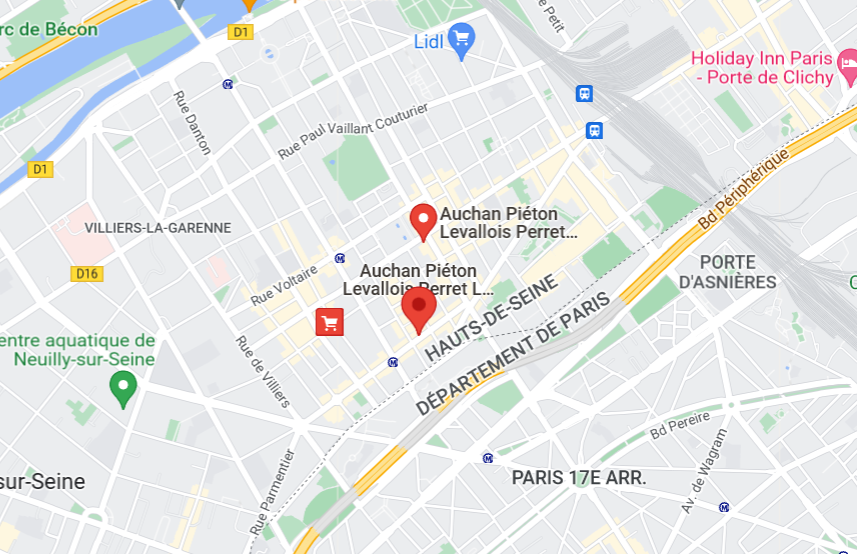 rc de Bécon
D1
Lidl
Petit
Holiday Inn Paris
- Porte de Clichy
Rue Danton
Rue Paul Vaillant Couturier
D1
Bd Périphérique
Auchan Piéton
Levallois Perret...
VILLIERS-LA-GARENNE
D16
Rue Voltaire
Auchan Piéton
Levallois Perret L...
PORTE
D'ASNIÈRES
HAUTS-DE-SEINE
DÉPARTEMENT DE PARIS
entre aquatique de
Neuilly-sur-Seine
Rue de Villiers
Bd Pereire
Av. de Wagram
sur-Seine
Rue Parmentier
PARIS 17E ARR.